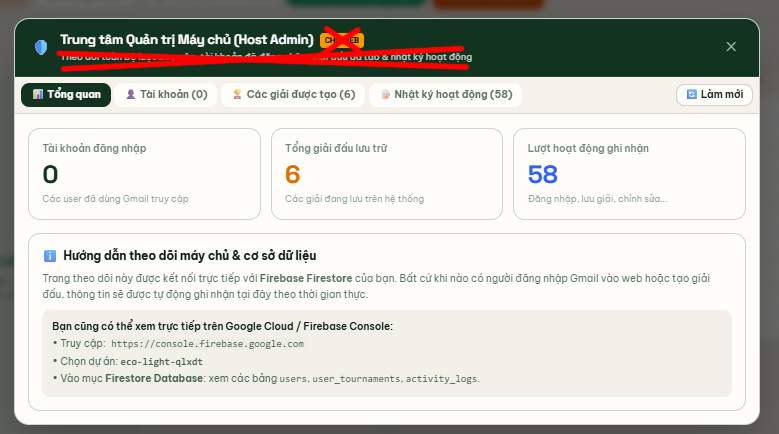 Trung tâm Quản trị Máy chủ (Host Admin)
đã tạo & nhật ký hoạt động
Tổng quan
Tài khoản (0)
Các giải được tạo (6)
Nhật ký hoạt động (58)
Làm mới
Tài khoản đăng nhập
0
Các user đã dùng Gmail truy cập
Tổng giải đấu lưu trữ
6
Các giải đang lưu trên hệ thống
Lượt hoạt động ghi nhận
58
Đăng nhập, lưu giải, chỉnh sửa...
Hướng dẫn theo dõi máy chủ & cơ sở dữ liệu
Trang theo dõi này được kết nối trực tiếp với Firebase Firestore của bạn. Bất cứ khi nào có người đăng nhập Gmail vào web hoặc tạo giải
đấu, thông tin sẽ được tự động ghi nhận tại đây theo thời gian thực.
Bạn cũng có thể xem trực tiếp trên Google Cloud / Firebase Console:
• Truy cập: https://console.firebase.google.com
• Chọn dự án: eco-light-qlxdt
• Vào mục Firestore Database: xem các bảng users, user_tournaments, activity_logs.